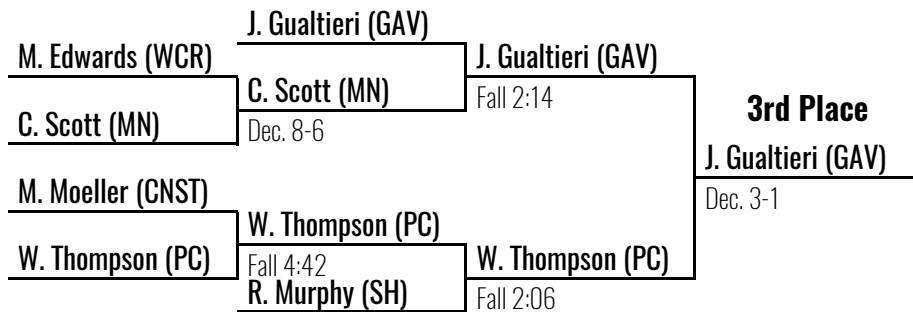 J. Gualtieri (GAV)
M. Edwards (WCR)
J. Gualtieri (GAV)
C. Scott (MN)
Fall 2:14
3rd Place
C. Scott (MN)
Dec. 8-6
J. Gualtieri (GAV)
M. Moeller (CNST)
Dec. 3-1
W. Thompson (PC)
W. Thompson (PC)
Fall 4:42
W. Thompson (PC)
R. Murphy (SH)
Fall 2:06